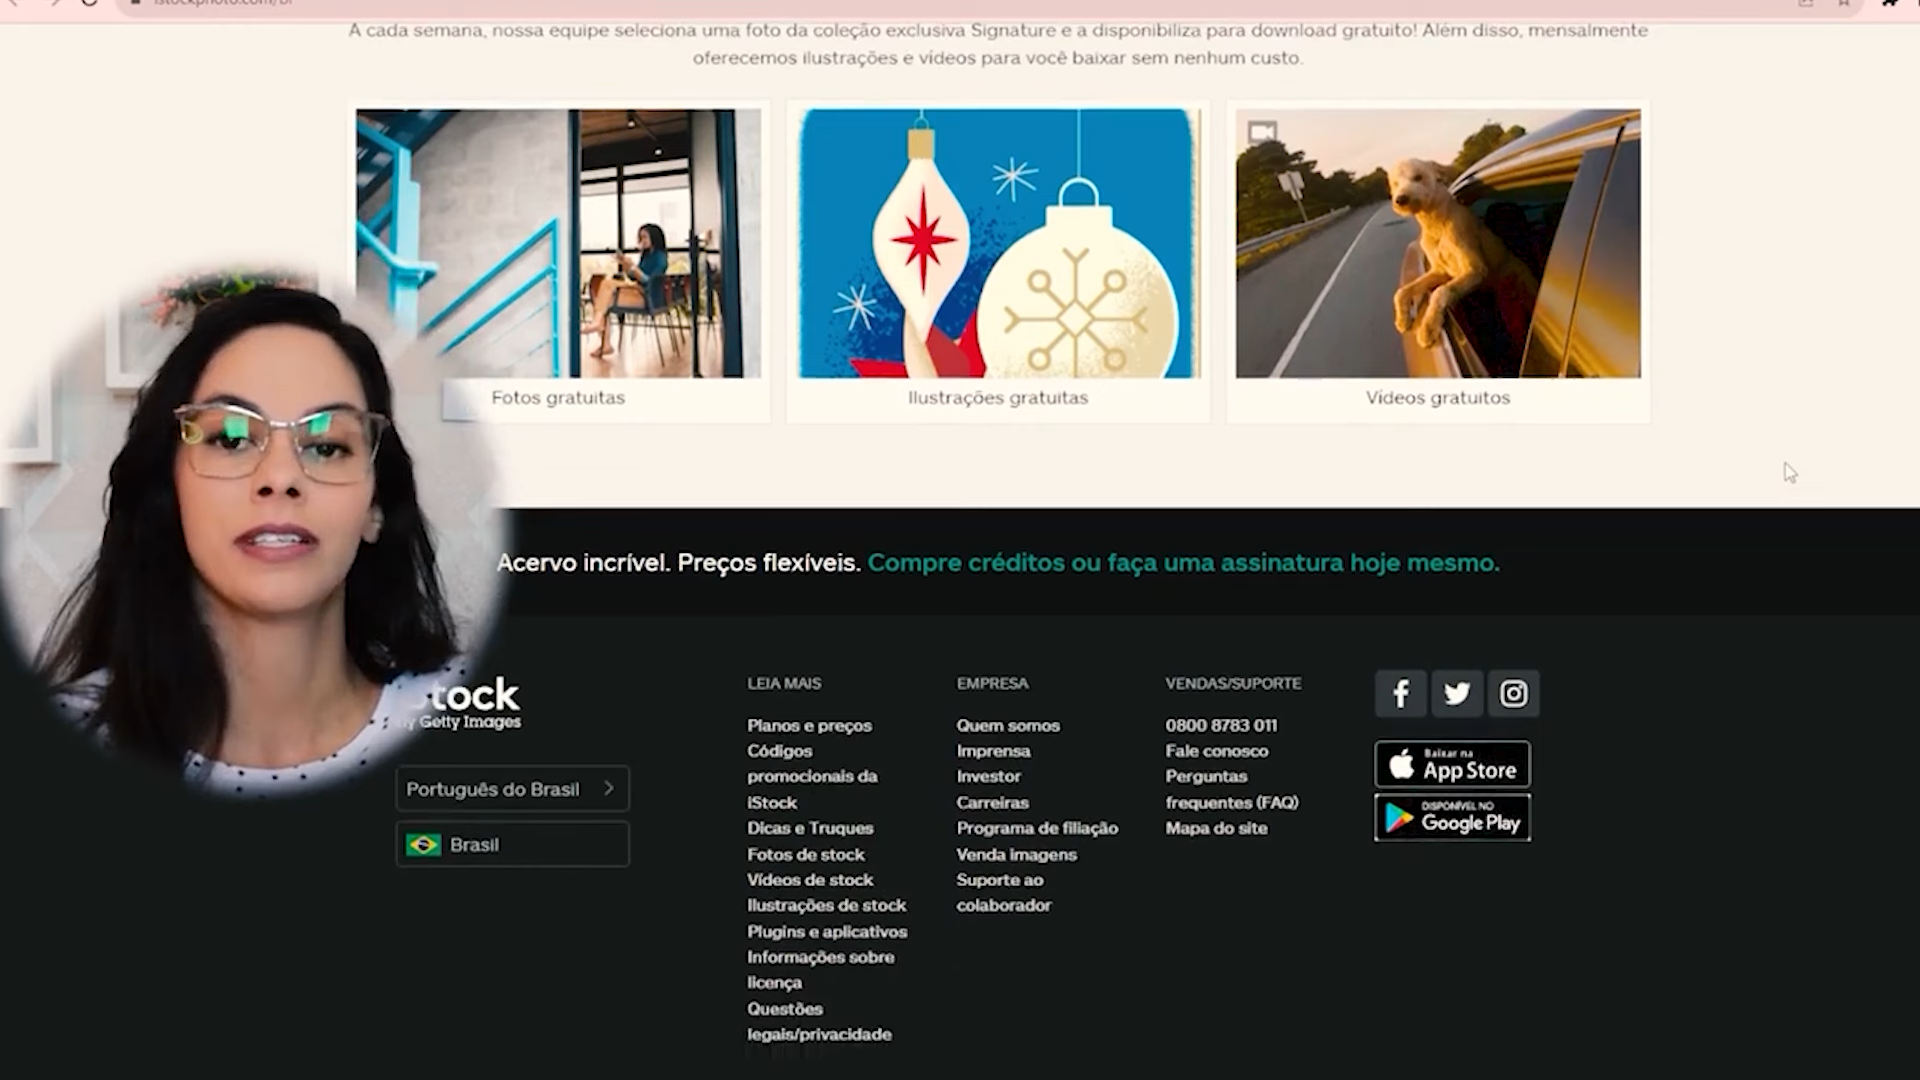 A cada semana, nossa equipe seleciona uma foto da coleção exclusiva Signature e a disponibiliza para download gratuito! Além disso, mensalmente
oferecemos ilustrações e vídeos para você baixar sem nenhum custo.
Fotos gratuitas
Ilustrações gratuitas
Vídeos gratuitos
Acervo incrível. Preços flexíveis. Compre créditos ou faça uma assinatura hoje mesmo.
tock
Getty Images
Português do Brasil
Brasil
LEIA MAIS
Planos e preços
Códigos
promocionais da
iStock
Dicas e Truques
Fotos de stock
Vídeos de stock
Ilustrações de stock
Plugins e aplicativos
Informações sobre
licença
Questões
legais/privacidade
EMPRESA
Quem somos
Imprensa
Investor
Carreiras
Programa de filiação
Venda imagens
Suporte ao
colaborador
VENDAS/SUPORTE
0800 8783 011
Fale conosco
Perguntas
frequentes (FAQ)
Mapa do site
Baixar na
App Store
DISPONÍVEL NO
Google Play